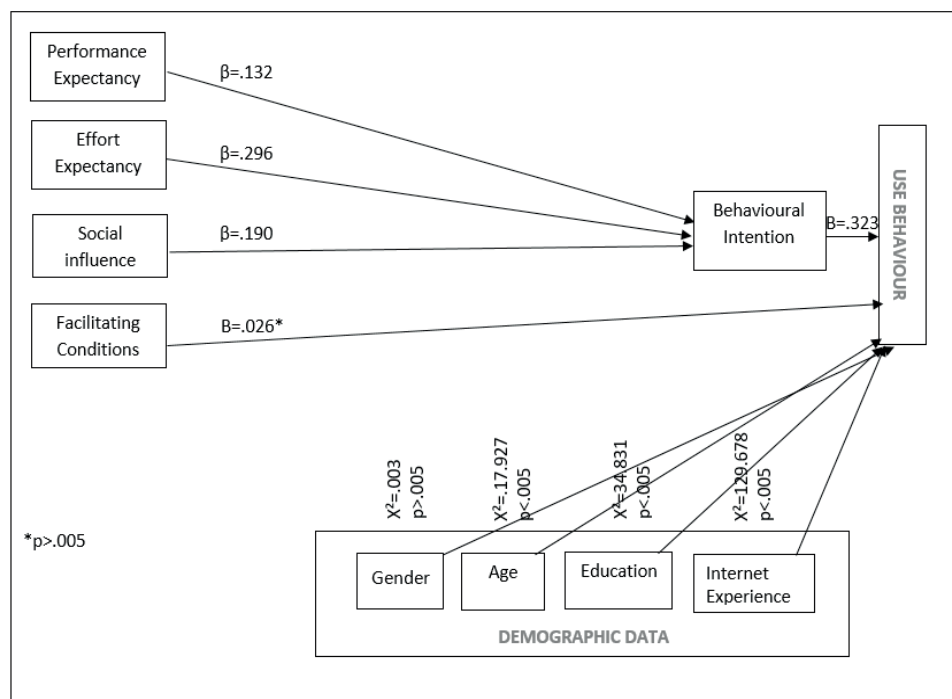 Performance
Expectancy
β=.132
Effort
Expectancy
β=.296
Social
influence
β=.190
Facilitating
Conditions
B=.026*
Behavioural
Intention
B=.323
USE BEHAVIOUR
X²=.003
p>.005
X²=.17.927
p<.005
X²=34.831
p<.005
X²=129.678
p<.005
*p>.005
Gender
Age
Education
Internet
Experience
DEMOGRAPHIC DATA